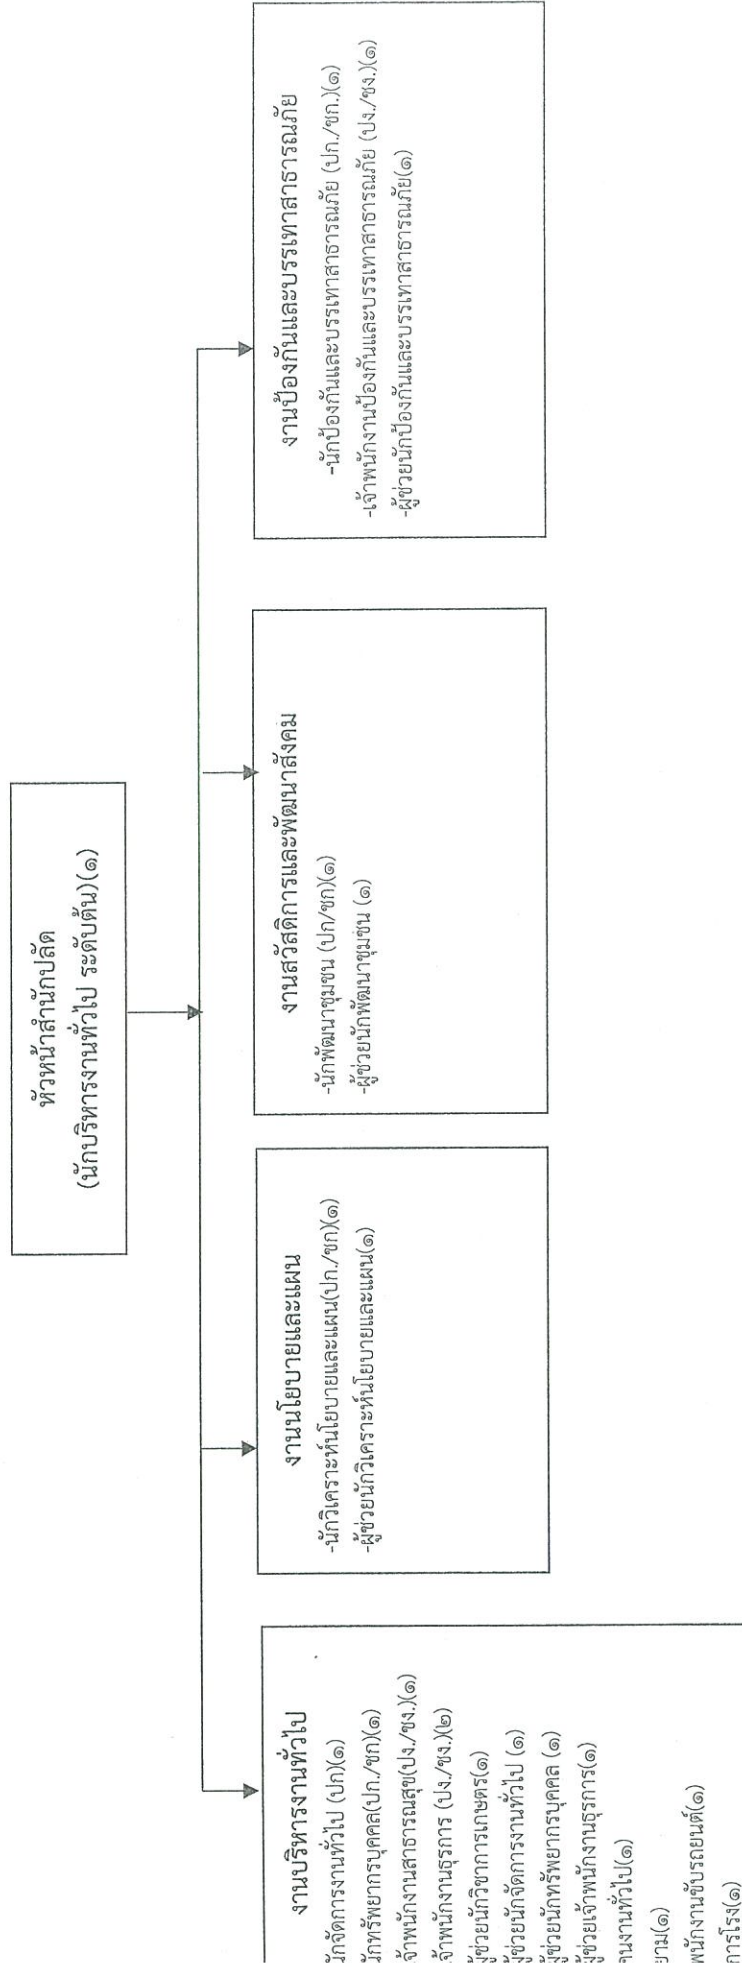 หัวหน้าสำนักปลัด
(นักบริหารงานทั่วไป ระดับต้น)(๑)
งานบริหารงานทั่วไป
นักจัดการงานทั่วไป (ปก)(๑)
นักทรัพยากรบุคคล(ปก./ชก)(๑)
เจ้าพนักงานสาธารณสุข(ปง./ชง.)(๑)
เจ้าพนักงานธุรการ (ปง./ชง.)(๒)
ผู้ช่วยนักวิชาการเกษตร(๑)
ผู้ช่วยนักจัดการงานทั่วไป (๑)
ผู้ช่วยนักทรัพยากรบุคคล (๑)
ผู้ช่วยเจ้าพนักงานธุรการ(๑)
คนงานทั่วไป(๑)
ยาม(๑)
พนักงานขับรถยนต์(๑)
ภารโรง(๑)
งานนโยบายและแผน
-นักวิเคราะห์นโยบายและแผน(ปก./ชก)(๑)
-ผู้ช่วยนักวิเคราะห์นโยบายและแผน(๑)
งานสวัสดิการและพัฒนาสังคม
-นักพัฒนาชุมชน (ปก/ชก)(๑)
-ผู้ช่วยนักพัฒนาชุมชน (๑)
งานป้องกันและบรรเทาสาธารณภัย
-นักป้องกันและบรรเทาสาธารณภัย (ปก./ชก.)(๑)
-เจ้าพนักงานป้องกันและบรรเทาสาธารณภัย (ปง./ชง.)(๑)
-ผู้ช่วยนักป้องกันและบรรเทาสาธารณภัย(๑)